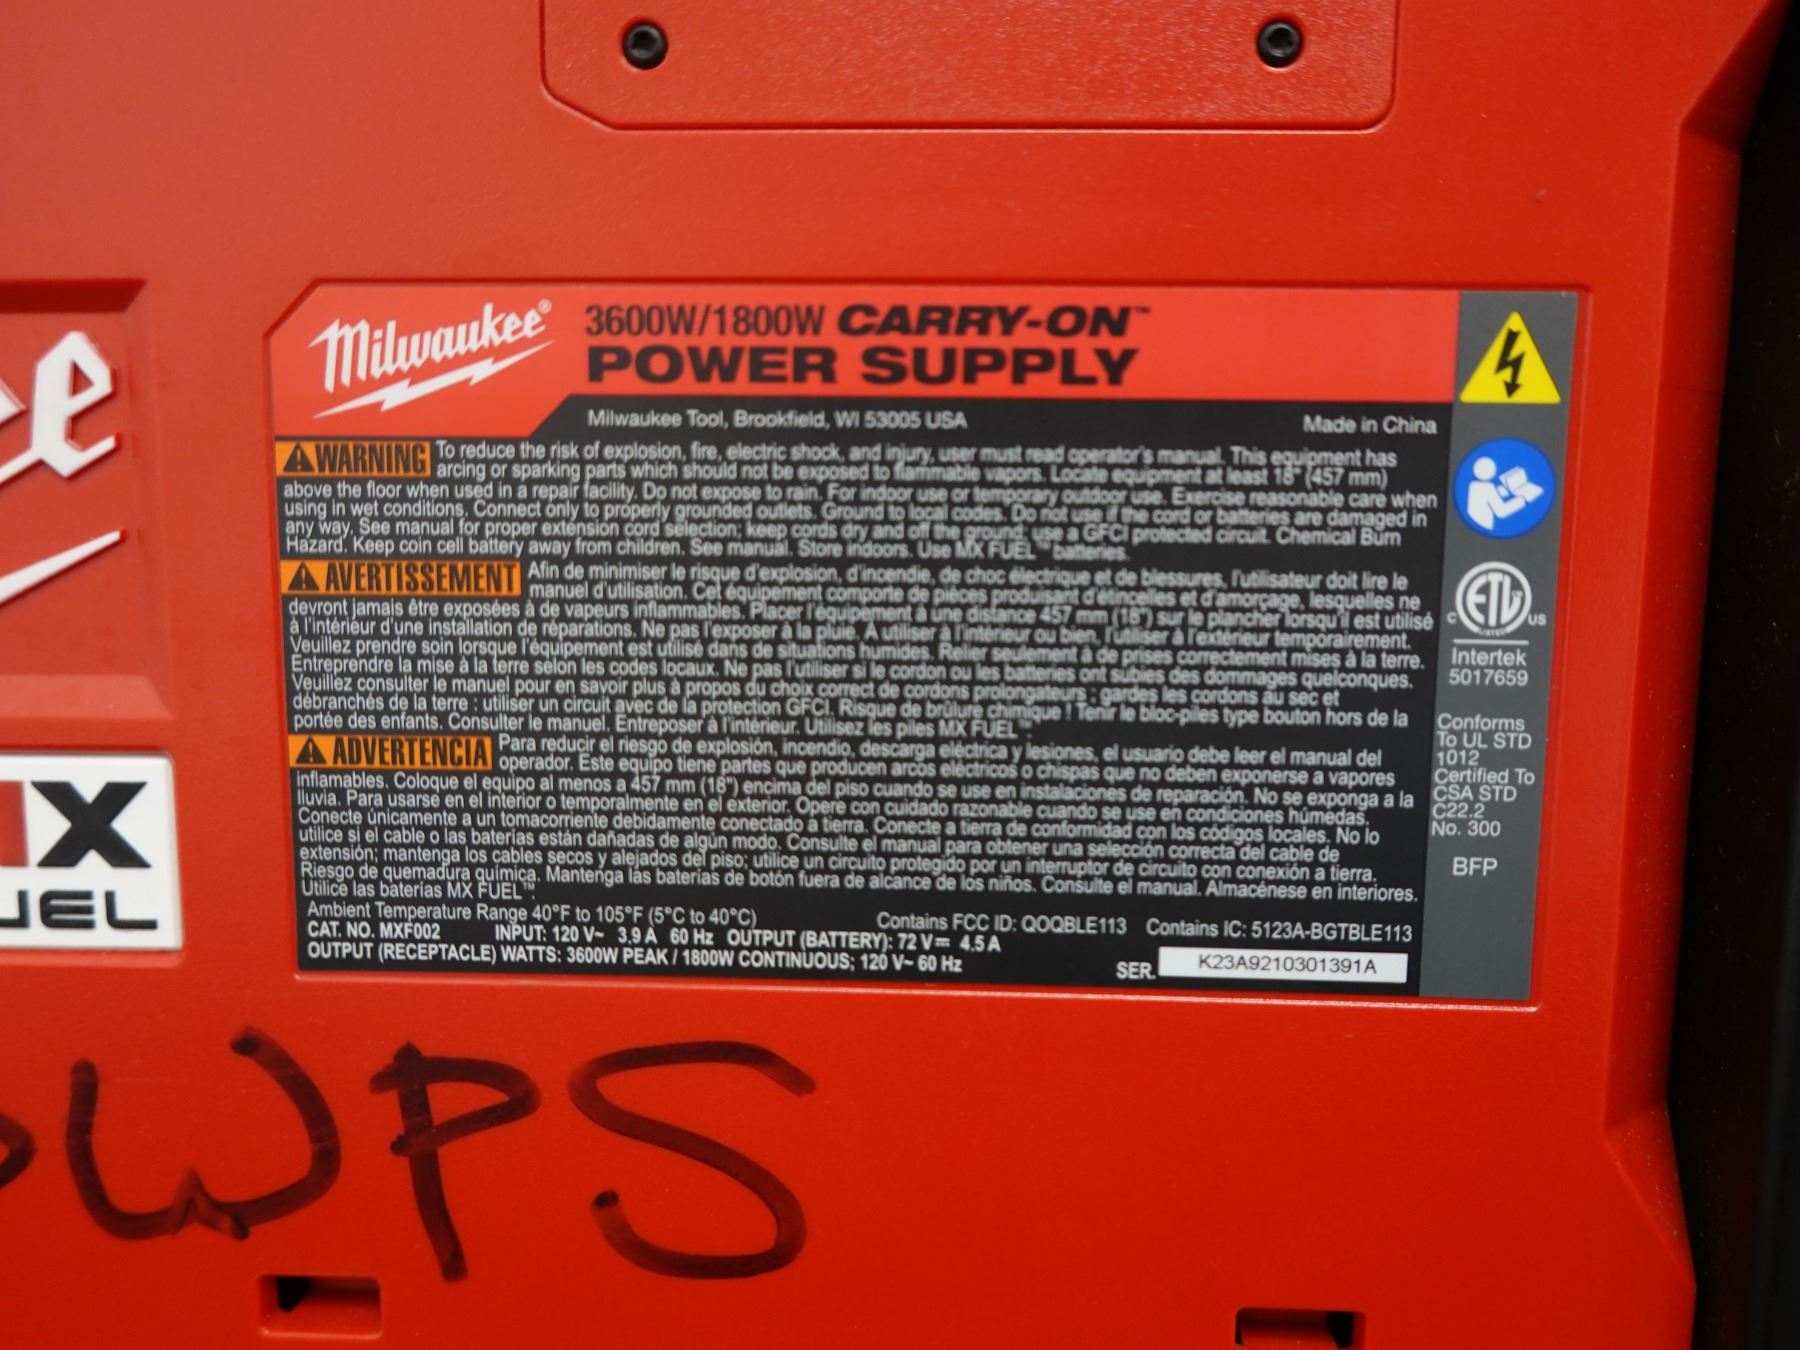 Milwaukee®
3600W/1800W CARRY-ON™
POWER SUPPLY
Milwaukee Tool, Brookfield, WI 53005 USA
Made in China
WARNING To reduce the risk of explosion, fire, electric shock, and injury, user must read operator's manual. This equipment has
arcing or sparking parts which should not be exposed to flammable vapors. Locate equipment at least 18" (457 mm)
above the floor when used in a repair facility. Do not expose to rain. For indoor use or temporary outdoor use. Exercise reasonable care when
using in wet conditions. Connect only to properly grounded outlets. Ground to local codes. Do not use if the cord or batteries are damaged in
any way. See manual for proper extension cord selection; keep cords dry and off the ground; use a GFCI protected circuit. Chemical Burn
Hazard. Keep coin cell battery away from children. See manual. Store indoors. Use MX FUEL™ batteries.
AVERTISSEMENT Afin de minimiser le risque d'explosion, d'incendie, de choc électrique et de blessures, l'utilisateur doit lire le
manuel d'utilisation. Cet équipement comporte de pièces produisant d'étincelles et d'amorçage, lesquelles ne
devront jamais être exposées à de vapeurs inflammables. Placer l'équipement à une distance 457 mm (18") sur le plancher lorsqu'il est utilisé
à l'intérieur d'une installation de réparations. Ne pas l'exposer à la pluie. À utiliser à l'intérieur ou bien, l'utiliser à l'extérieur temporairement.
Veuillez prendre soin lorsque l'équipement est utilisé dans de situations humides. Relier seulement à de prises correctement mises à la terre.
Entreprendre la mise à la terre selon les codes locaux. Ne pas l'utiliser si le cordon ou les batteries ont subies des dommages quelconques.
Veuillez consulter le manuel pour en savoir plus à propos du choix correct de cordons prolongateurs ; gardes les cordons au sec et
débranchés de la terre ; utiliser un circuit avec de la protection GFCI. Risque de brûlure chimique ! Tenir le bloc-piles type bouton hors de la
portée des enfants. Consulter le manuel. Entreposer à l'intérieur. Utilisez les piles MX FUEL™.
ADVERTENCIA Para reducir el riesgo de explosión, incendio, descarga eléctrica y lesiones, el usuario debe leer el manual del
operador. Este equipo tiene partes que producen arcos eléctricos o chispas que no deben exponerse a vapores
inflamables. Coloque el equipo al menos a 457 mm (18") encima del piso cuando se use en instalaciones de reparación. No se exponga a la
lluvia. Para usarse en el interior o temporalmente en el exterior. Opere con cuidado razonable cuando se use en condiciones húmedas.
Conecte únicamente a un tomacorriente debidamente conectado a tierra. Conecte a tierra de conformidad con los códigos locales. No lo
utilice si el cable o las baterías están dañadas de algún modo. Consulte el manual para obtener una selección correcta del cable de
extensión; mantenga los cables secos y alejados del piso; utilice un circuito protegido por un interruptor de circuito con conexión a tierra.
Riesgo de quemadura química. Mantenga las baterías de botón fuera de alcance de los niños. Consulte el manual. Almacénese en interiores.
Utilice las baterías MX FUEL™.
Ambient Temperature Range 40°F to 105°F (5°C to 40°C) Contains FCC ID: QOQBLE113 Contains IC: 5123A-BGTBLE113
CAT. NO. MXF002 INPUT: 120 V~ 3,9 A 60 Hz OUTPUT (BATTERY): 72 V⎓ 4.5 A
OUTPUT (RECEPTACLE) WATTS: 3600W PEAK / 1800W CONTINUOUS; 120 V~ 60 Hz
SER. K23A9210301391A
ETL
LISTED
C US
Intertek
5017659
Conforms
To UL STD
1012
Certified To
CSA STD
C22.2
No. 300
BFP
ee
MX
UEL
WPS